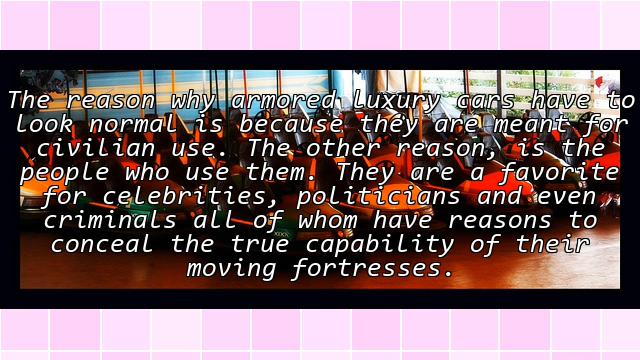 The reason why armored luxury cars have to
look normal is because they are meant for
civilian use. The other reason, is the
people who use them. They are a favorite
for celebrities, politicians and even
criminals all of whom have reasons to
conceal the true capability of their
moving fortresses.